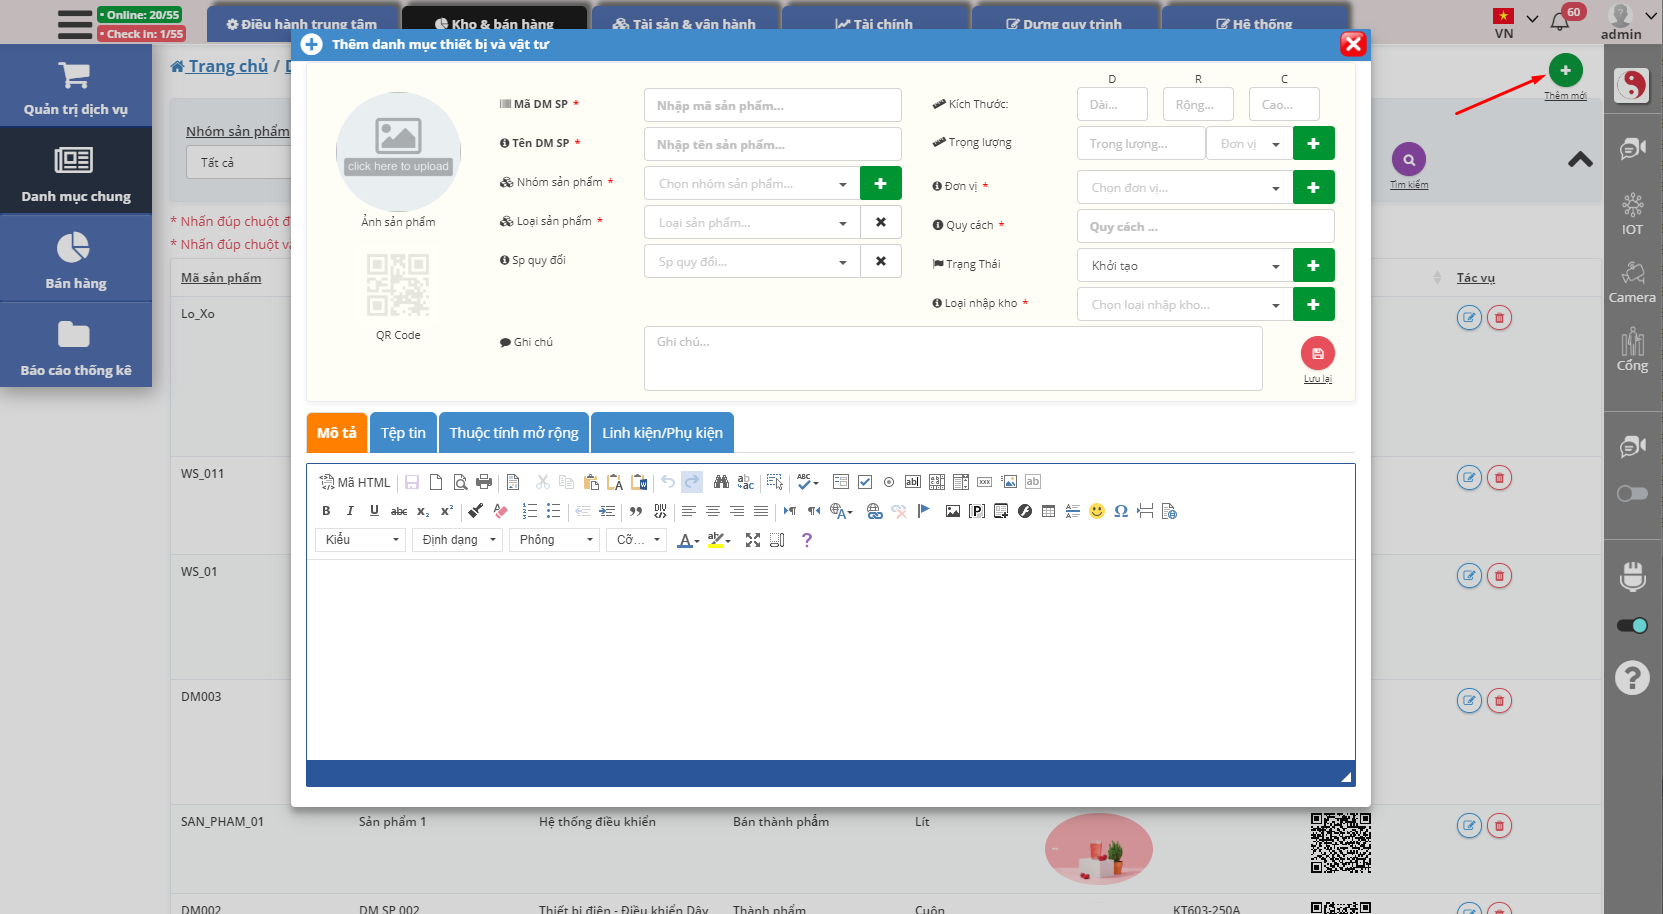 Online: 20/55
Check in: 1/55
Điều hành trung tâm
Kho & bán hàng
Tài sản & vận hành
Tài chính
Dựng quy trình
Hệ thống
VN
60
admin
Thêm danh mục thiết bị và vật tư
Quản trị dịch vụ
Danh mục chung
Bán hàng
Báo cáo thống kê
Trang chủ /
Thêm mới
Nhóm sản phẩm
Tất cả
Tìm kiếm
* Nhấn đúp chuột
* Nhấn đúp chuột
Mã sản phẩm
Tác vụ
click here to upload
Ảnh sản phẩm
QR Code
Mã DM SP *
Nhập mã sản phẩm...
Tên DM SP *
Nhập tên sản phẩm...
Nhóm sản phẩm *
Chọn nhóm sản phẩm...
Loại sản phẩm *
Loại sản phẩm...
Sp quy đổi
Sp quy đổi...
D R C
Kích Thước:
Dài... Rộng... Cao...
Trọng lượng
Trọng lượng... Đơn vị
Đơn vị *
Chọn đơn vị...
Quy cách *
Quy cách ...
Trạng Thái
Khởi tạo
Loại nhập kho *
Chọn loại nhập kho...
Ghi chú
Ghi chú...
Lưu lại
Mô tả
Tệp tin
Thuộc tính mở rộng
Linh kiện/Phụ kiện
Mã HTML
Kiểu
Định dạng
Phông
Cỡ...
Lo_Xo
WS_011
WS_01
DM003
SAN_PHAM_01 Sản phẩm 1 Hệ thống điều khiển Bán thành phẩm Lít
DM002 DM SP 002 Thiết bị điện - Điều khiển Dây Thành phẩm Cuộn KT603-250A
IOT
Camera
Cổng